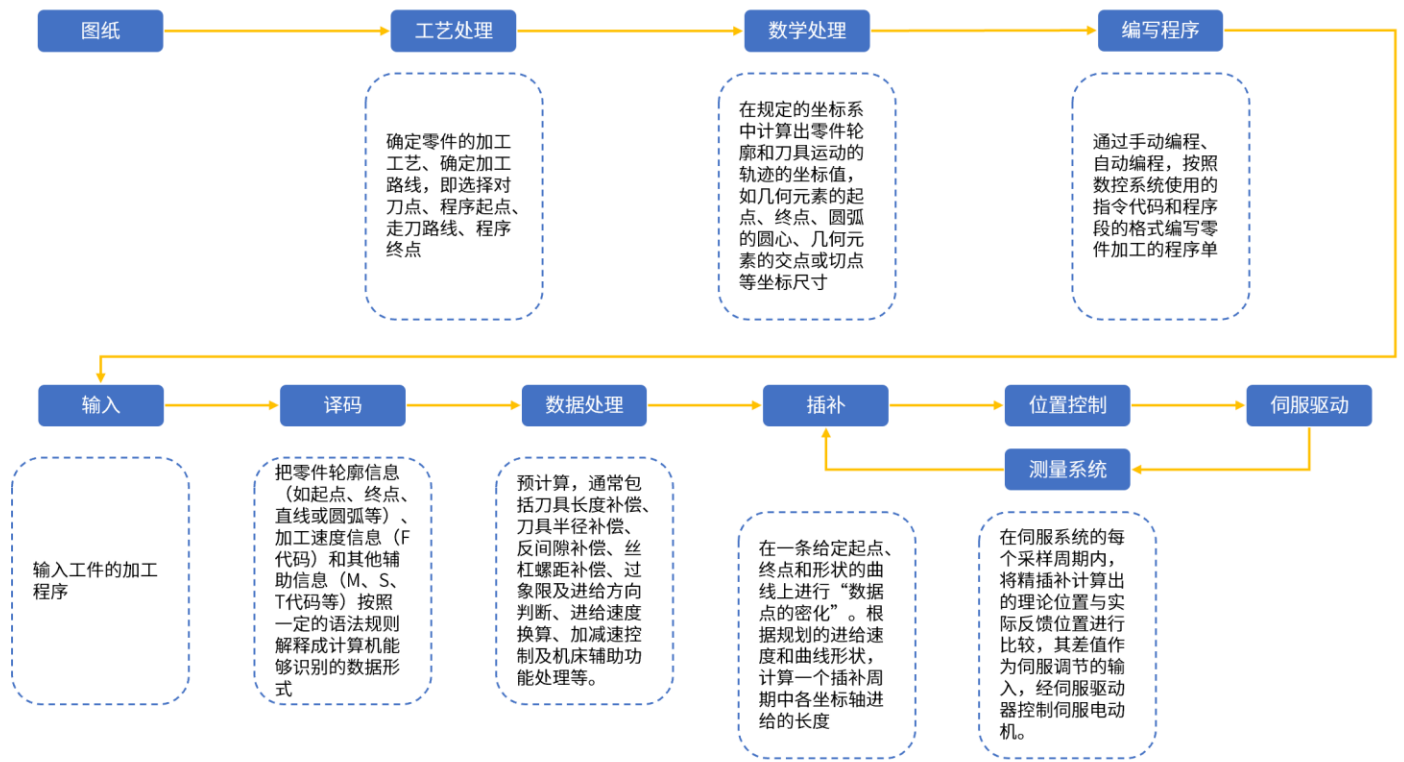 图纸
工艺处理
数学处理
编写程序
确定零件的加工
工艺、确定加工
路线，即选择对
刀点、程序起点、
走刀路线、程序
终点
在规定的坐标系
中计算出零件轮
廓和刀具运动的
轨迹的坐标值，
如几何元素的起
点、终点、圆弧
的圆心、几何元
素的交点或切点
等坐标尺寸
通过手动编程、
自动编程，按照
数控系统使用的
指令代码和程序
段的格式编写零
件加工的程序单
输入
译码
数据处理
插补
位置控制
伺服驱动
测量系统
输入工件的加工
程序
把零件轮廓信息
（如起点、终点、
直线或圆弧等）、
加工速度信息（F
代码）和其他辅
助信息（M、S、
T代码等）按照
一定的语法规则
解释成计算机能
够识别的数据形
式
预计算，通常包
括刀具长度补偿、
刀具半径补偿、
反间隙补偿、丝
杠螺距补偿、过
象限及进给方向
判断、进给速度
换算、加减速控
制及机床辅助功
能处理等。
在一条给定起点、
终点和形状的曲
线上进行“数据
点的密化”。根
据规划的进给速
度和曲线形状，
计算一个插补周
期中各坐标轴进
给的长度
在伺服系统的每
个采样周期内，
将精插补计算出
的理论位置与实
际反馈位置进行
比较，其差值作
为伺服调节的输
入，经伺服驱动
器控制伺服电动
机。